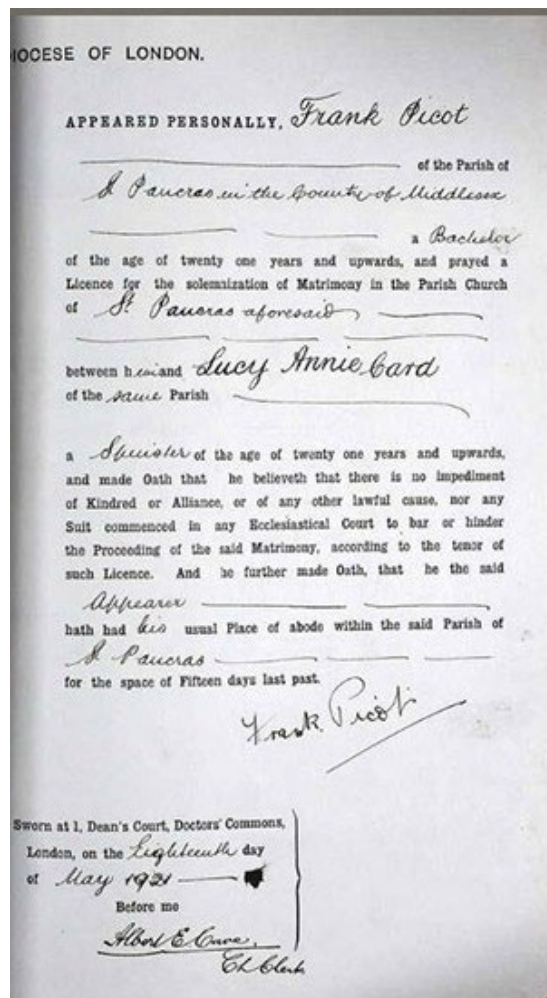 DIOCESE OF LONDON.
APPEARED PERSONALLY, Frank Picot
of the Parish of
St Pancras in the County of Middlesex
a Bachelor
of the age of twenty one years and upwards, and prayed a
Licence for the solemnization of Matrimony in the Parish Church
of St. Pancras aforesaid
between him and Lucy Annie Card
of the same Parish
a Spinster of the age of twenty one years and upwards,
and made Oath that he believeth that there is no impediment
of Kindred or Alliance, or of any other lawful cause, nor any
Suit commenced in any Ecclesiastical Court to bar or hinder
the Proceeding of the said Matrimony, according to the tenor of
such Licence. And he further made Oath, that he the said
Appearer
hath had his usual Place of abode within the said Parish of
St Pancras
for the space of Fifteen days last past.
Frank Picot
Sworn at 1, Dean's Court, Doctors' Commons,
London, on the Eighteenth day
of May 1921
Before me
Albert E Cave,
Ch Clerk